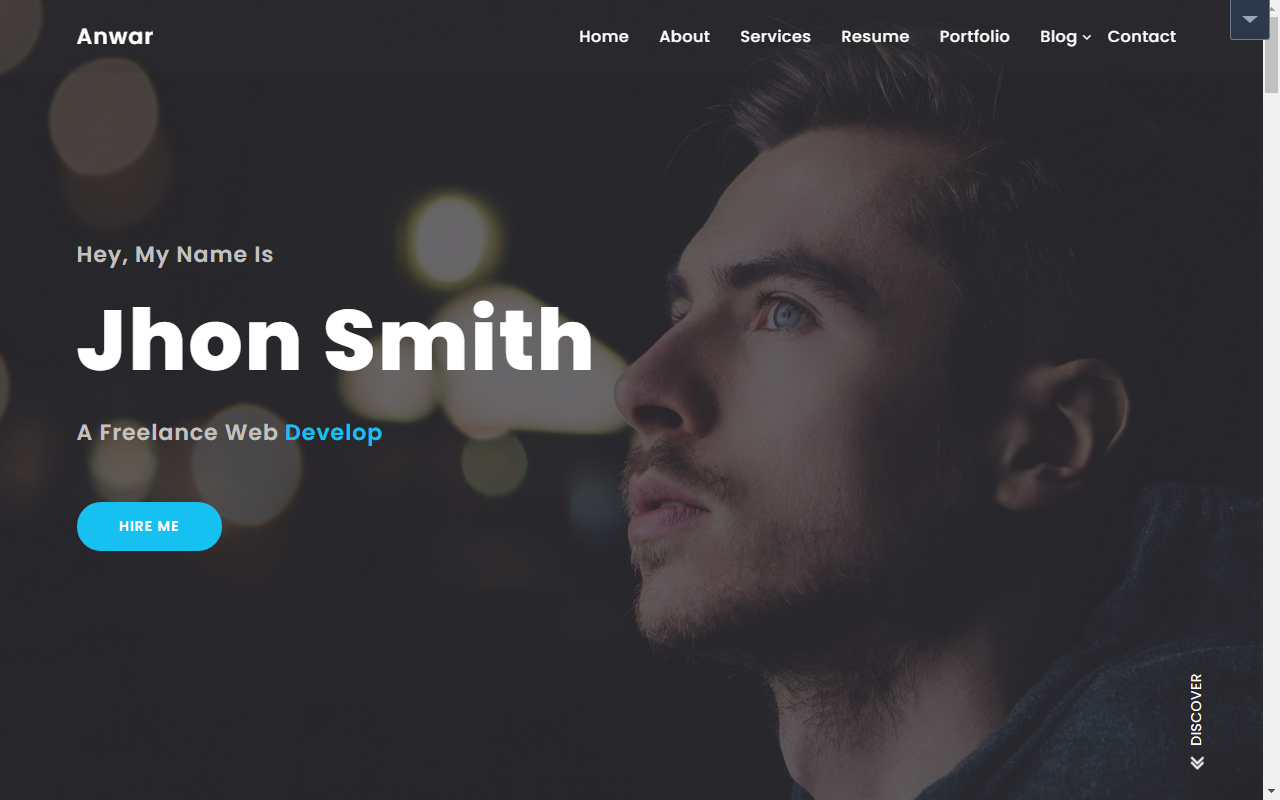 Anwar
Home About Services Resume Portfolio Blog Contact
Hey, My Name Is
Jhon Smith
A Freelance Web Develop
HIRE ME
DISCOVER